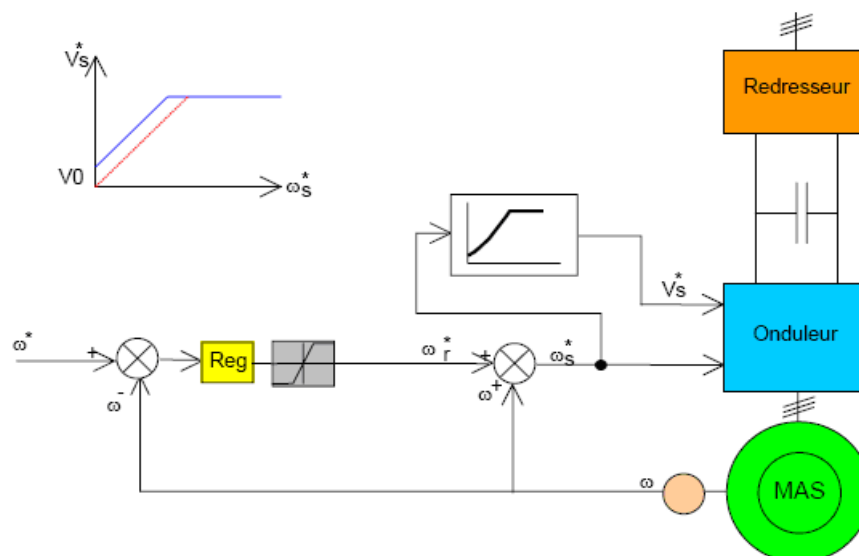 Vs*
V0
ωs*
Redresseur
Vs*
Onduleur
ω*
+
Reg
ωr*
+
ωs*
ω-
ω+
ω
MAS